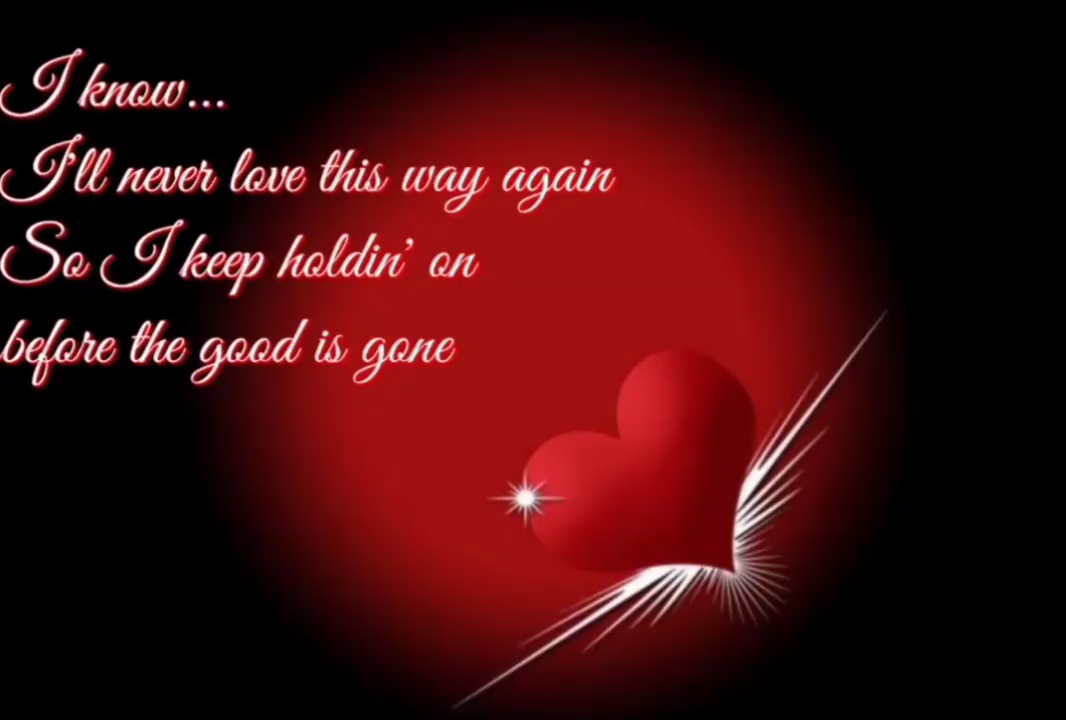 I know...
I'll never love this way again
So I keep holdin' on
before the good is gone